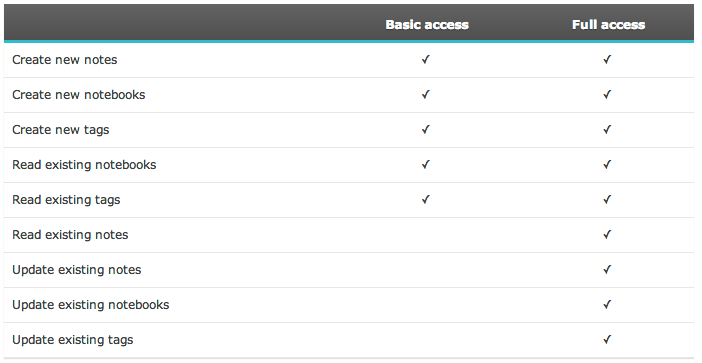 Basic access Full access
Create new notes ✓ ✓
Create new notebooks ✓ ✓
Create new tags ✓ ✓
Read existing notebooks ✓ ✓
Read existing tags ✓ ✓
Read existing notes ✓
Update existing notes ✓
Update existing notebooks ✓
Update existing tags ✓